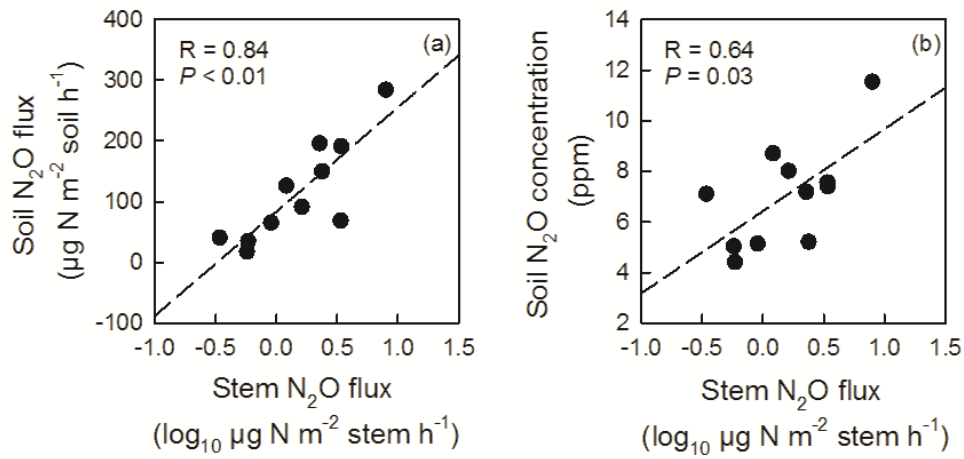 Soil N₂O flux
(µg N m⁻² soil h⁻¹)
400
300
200
100
0
-100
R = 0.84
P < 0.01
(a)
-1.0 -0.5 0.0 0.5 1.0 1.5
Stem N₂O flux
(log₁₀ µg N m⁻² stem h⁻¹)
Soil N₂O concentration
(ppm)
14
12
10
8
6
4
2
R = 0.64
P = 0.03
(b)
-1.0 -0.5 0.0 0.5 1.0 1.5
Stem N₂O flux
(log₁₀ µg N m⁻² stem h⁻¹)